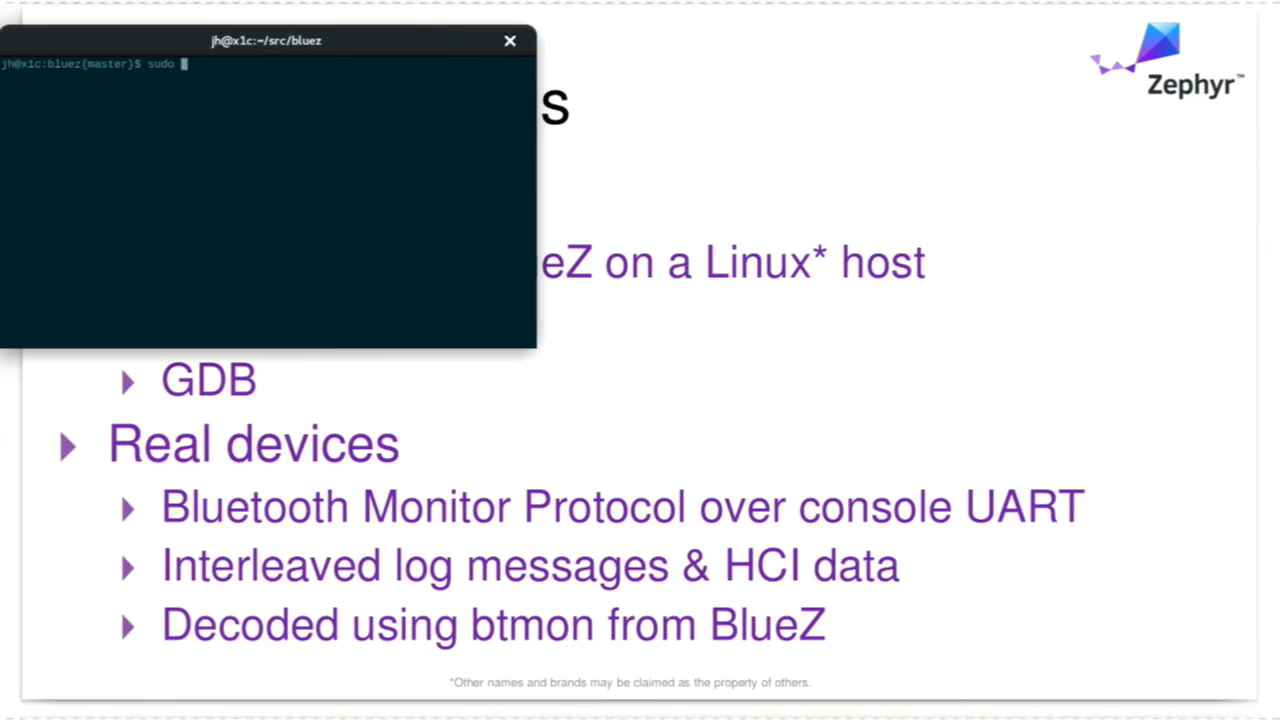 jh@x1c:~/src/bluez
jh@x1c:bluez{master}$ sudo
Zephyr™
s
eZ on a Linux* host
GDB
Real devices
Bluetooth Monitor Protocol over console UART
Interleaved log messages & HCI data
Decoded using btmon from BlueZ
*Other names and brands may be claimed as the property of others.